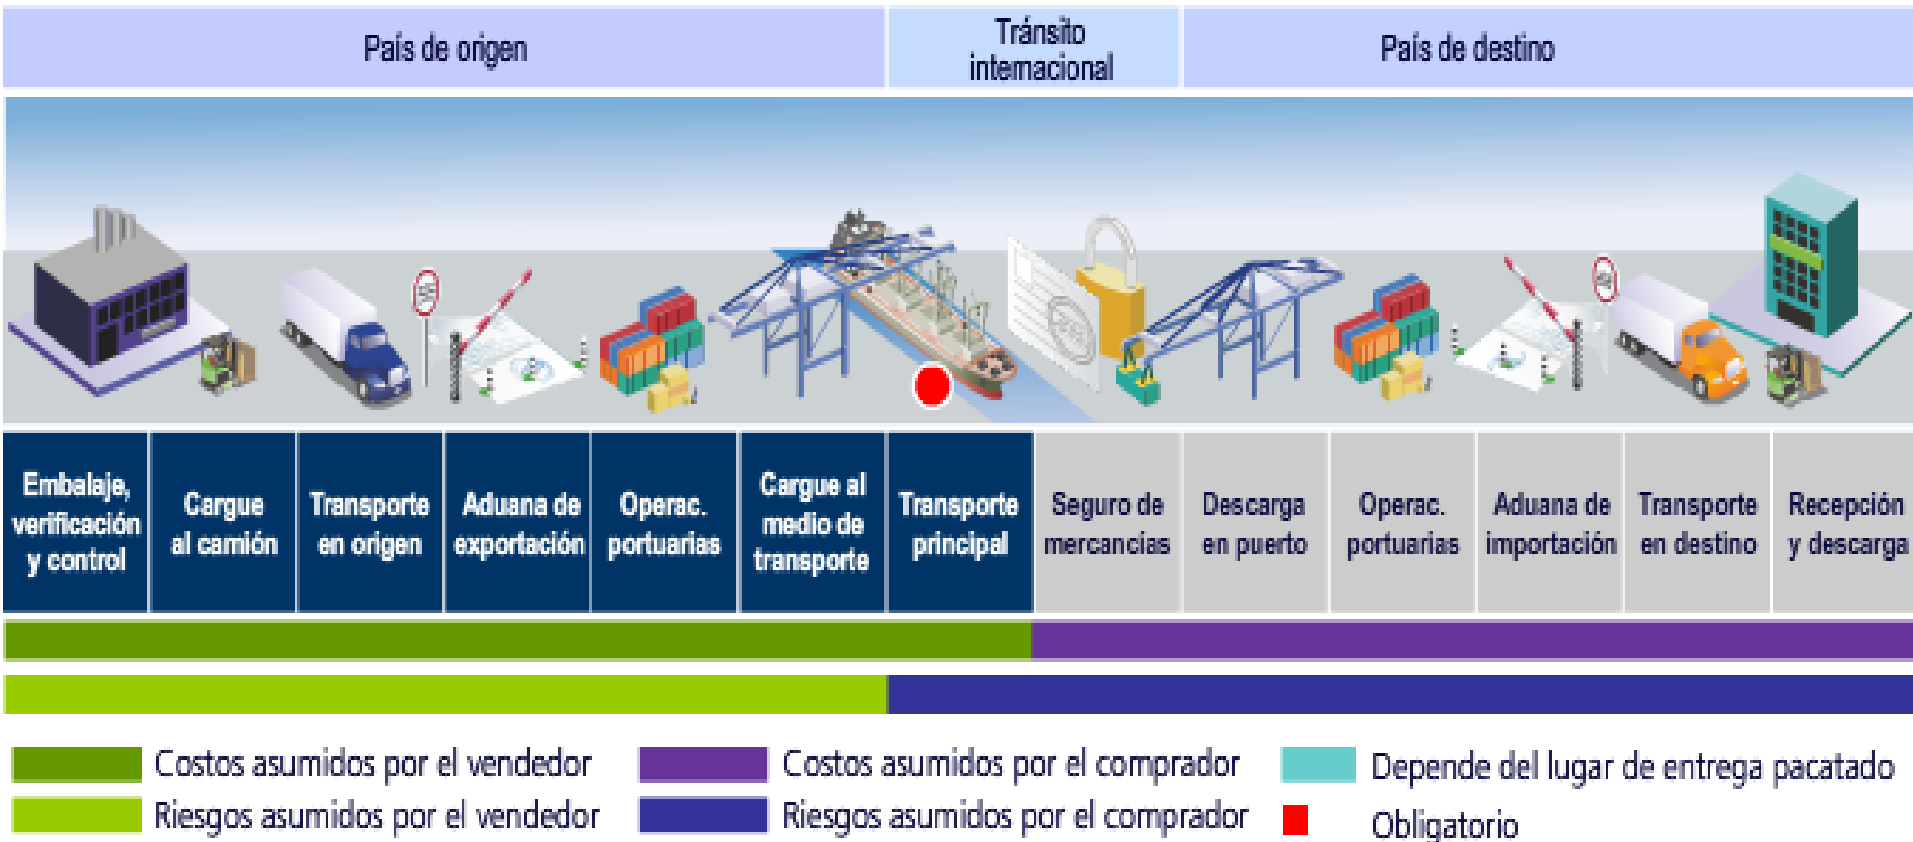 País de origen
Tránsito
internacional
País de destino
Embalaje,
verificación
y control
Cargue
al camión
Transporte
en origen
Aduana de
exportación
Operac.
portuarias
Cargue al
medio de
transporte
Transporte
principal
Seguro de
mercancías
Descarga
en puerto
Operac.
portuarias
Aduana de
importación
Transporte
en destino
Recepción
y descarga
Costos asumidos por el vendedor
Costos asumidos por el comprador
Depende del lugar de entrega pacatado
Riesgos asumidos por el vendedor
Riesgos asumidos por el comprador
Obligatorio